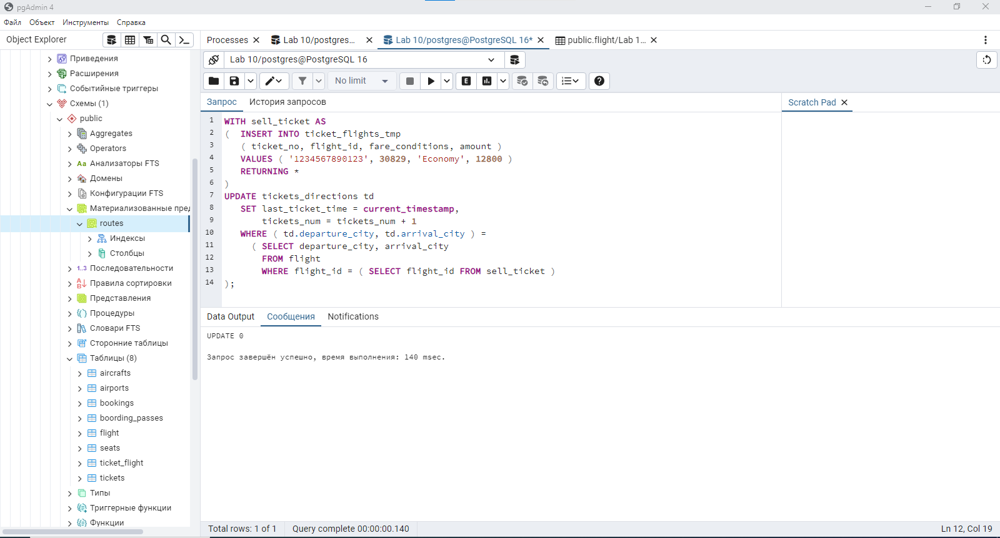 pgAdmin 4
Файл Объект Инструменты Справка
Object Explorer
Приведения
Расширения
Событийные триггеры
Схемы (1)
public
Aggregates
Operators
Aa Анализаторы FTS
Домены
Конфигурации FTS
Материализованные пред
routes
Индексы
Столбцы
1..3 Последовательности
Правила сортировки
Представления
Процедуры
Словари FTS
Сторонние таблицы
Таблицы (8)
aircrafts
airports
bookings
boording_passes
flight
seats
ticket_flight
tickets
Типы
Триггерные функции
Функции
Processes
Lab 10/postgres...
Lab 10/postgres@PostgreSQL 16*
public.flight/Lab 1...
Lab 10/postgres@PostgreSQL 16
No limit
E
Запрос История запросов
Scratch Pad
1 WITH sell_ticket AS
2 ( INSERT INTO ticket_flights_tmp
3 ( ticket_no, flight_id, fare_conditions, amount )
4 VALUES ( '1234567890123', 30829, 'Economy', 12800 )
5 RETURNING *
6 )
7 UPDATE tickets_directions td
8 SET last_ticket_time = current_timestamp,
9 tickets_num = tickets_num + 1
10 WHERE ( td.departure_city, td.arrival_city ) =
11 ( SELECT departure_city, arrival_city
12 FROM flight
13 WHERE flight_id = ( SELECT flight_id FROM sell_ticket )
14 );
Data Output Сообщения Notifications
UPDATE 0
Запрос завершён успешно, время выполнения: 140 msec.
Total rows: 1 of 1 Query complete 00:00:00.140 Ln 12, Col 19